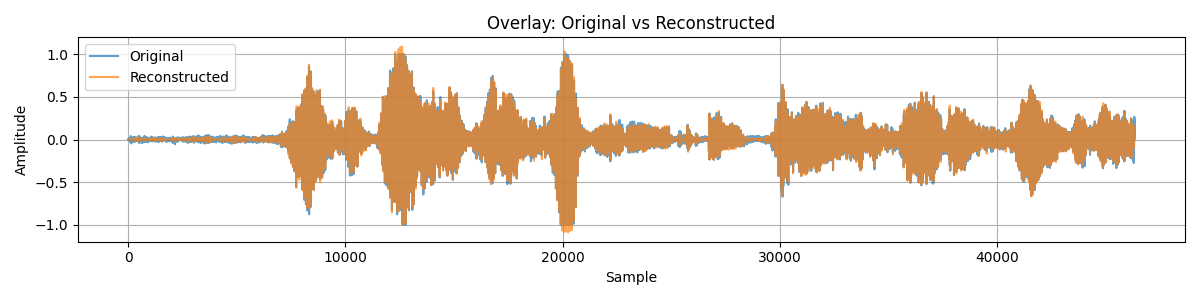 Overlay: Original vs Reconstructed
Original
Reconstructed
Amplitude
1.0
0.5
0.0
−0.5
−1.0
0 10000 20000 30000 40000
Sample